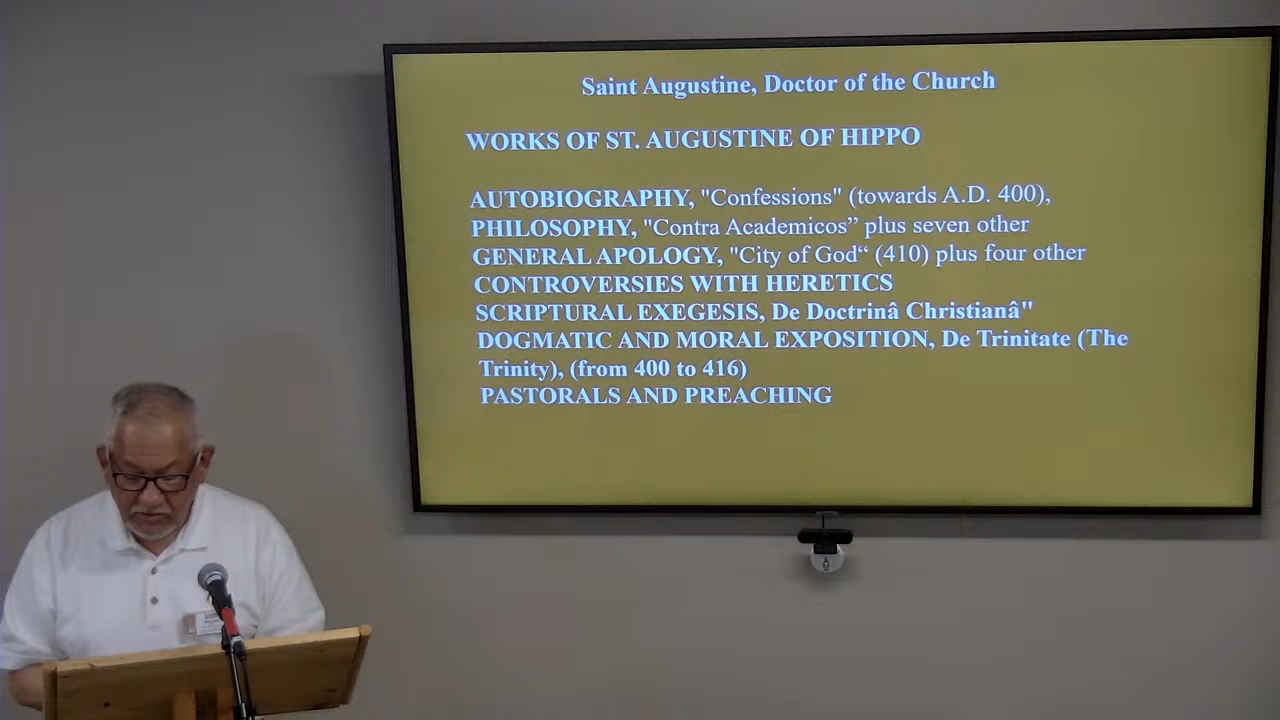 Saint Augustine, Doctor of the Church
WORKS OF ST. AUGUSTINE OF HIPPO
AUTOBIOGRAPHY, "Confessions" (towards A.D. 400),
PHILOSOPHY, "Contra Academicos” plus seven other
GENERAL APOLOGY, "City of God“ (410) plus four other
CONTROVERSIES WITH HERETICS
SCRIPTURAL EXEGESIS, De Doctrinâ Christianâ"
DOGMATIC AND MORAL EXPOSITION, De Trinitate (The
Trinity), (from 400 to 416)
PASTORALS AND PREACHING